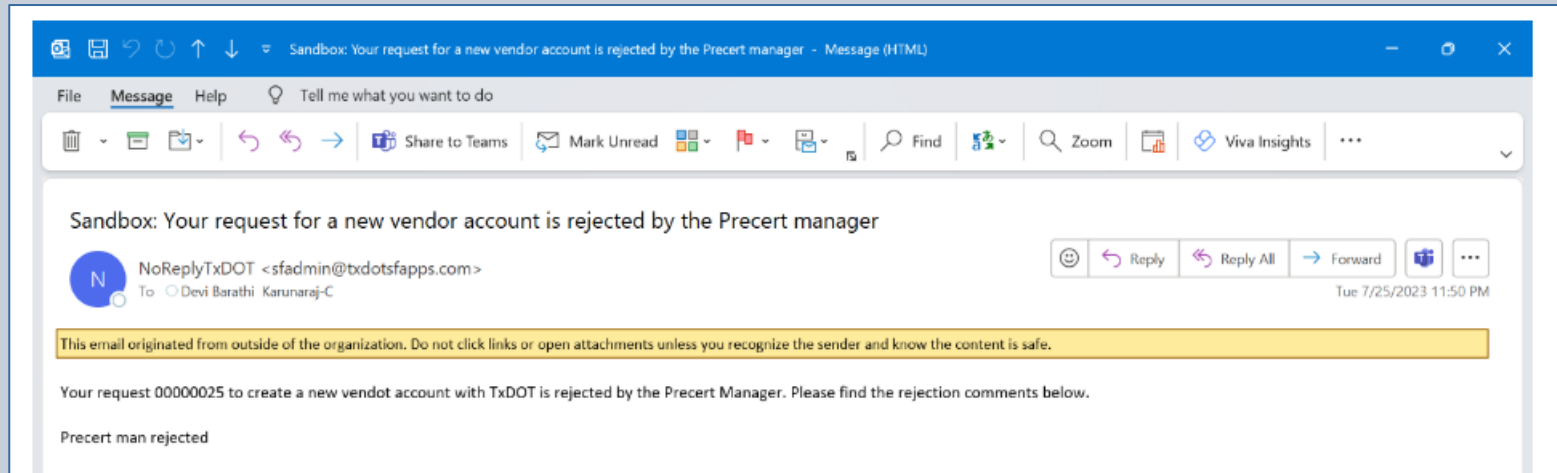 Sandbox: Your request for a new vendor account is rejected by the Precert manager - Message (HTML)
File Message Help Tell me what you want to do
Share to Teams Mark Unread Find Zoom Viva Insights
Sandbox: Your request for a new vendor account is rejected by the Precert manager
N NoReplyTxDOT <sfadmin@txdotsfapps.com>
To Devi Barathi Karunaraj-C
Reply Reply All Forward
Tue 7/25/2023 11:50 PM
This email originated from outside of the organization. Do not click links or open attachments unless you recognize the sender and know the content is safe.
Your request 00000025 to create a new vendot account with TxDOT is rejected by the Precert Manager. Please find the rejection comments below.
Precert man rejected